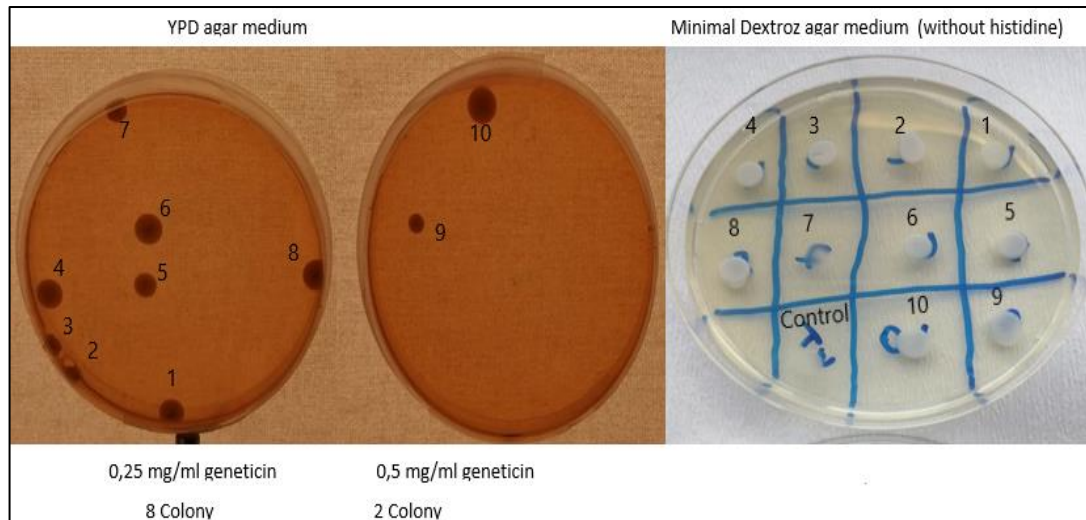 YPD agar medium
Minimal Dextroz agar medium (without histidine)
7
6
5
8
4
3
2
1
10
9
4
3
2
1
8
7
6
5
Control
10
9
0,25 mg/ml geneticin
0,5 mg/ml geneticin
8 Colony
2 Colony